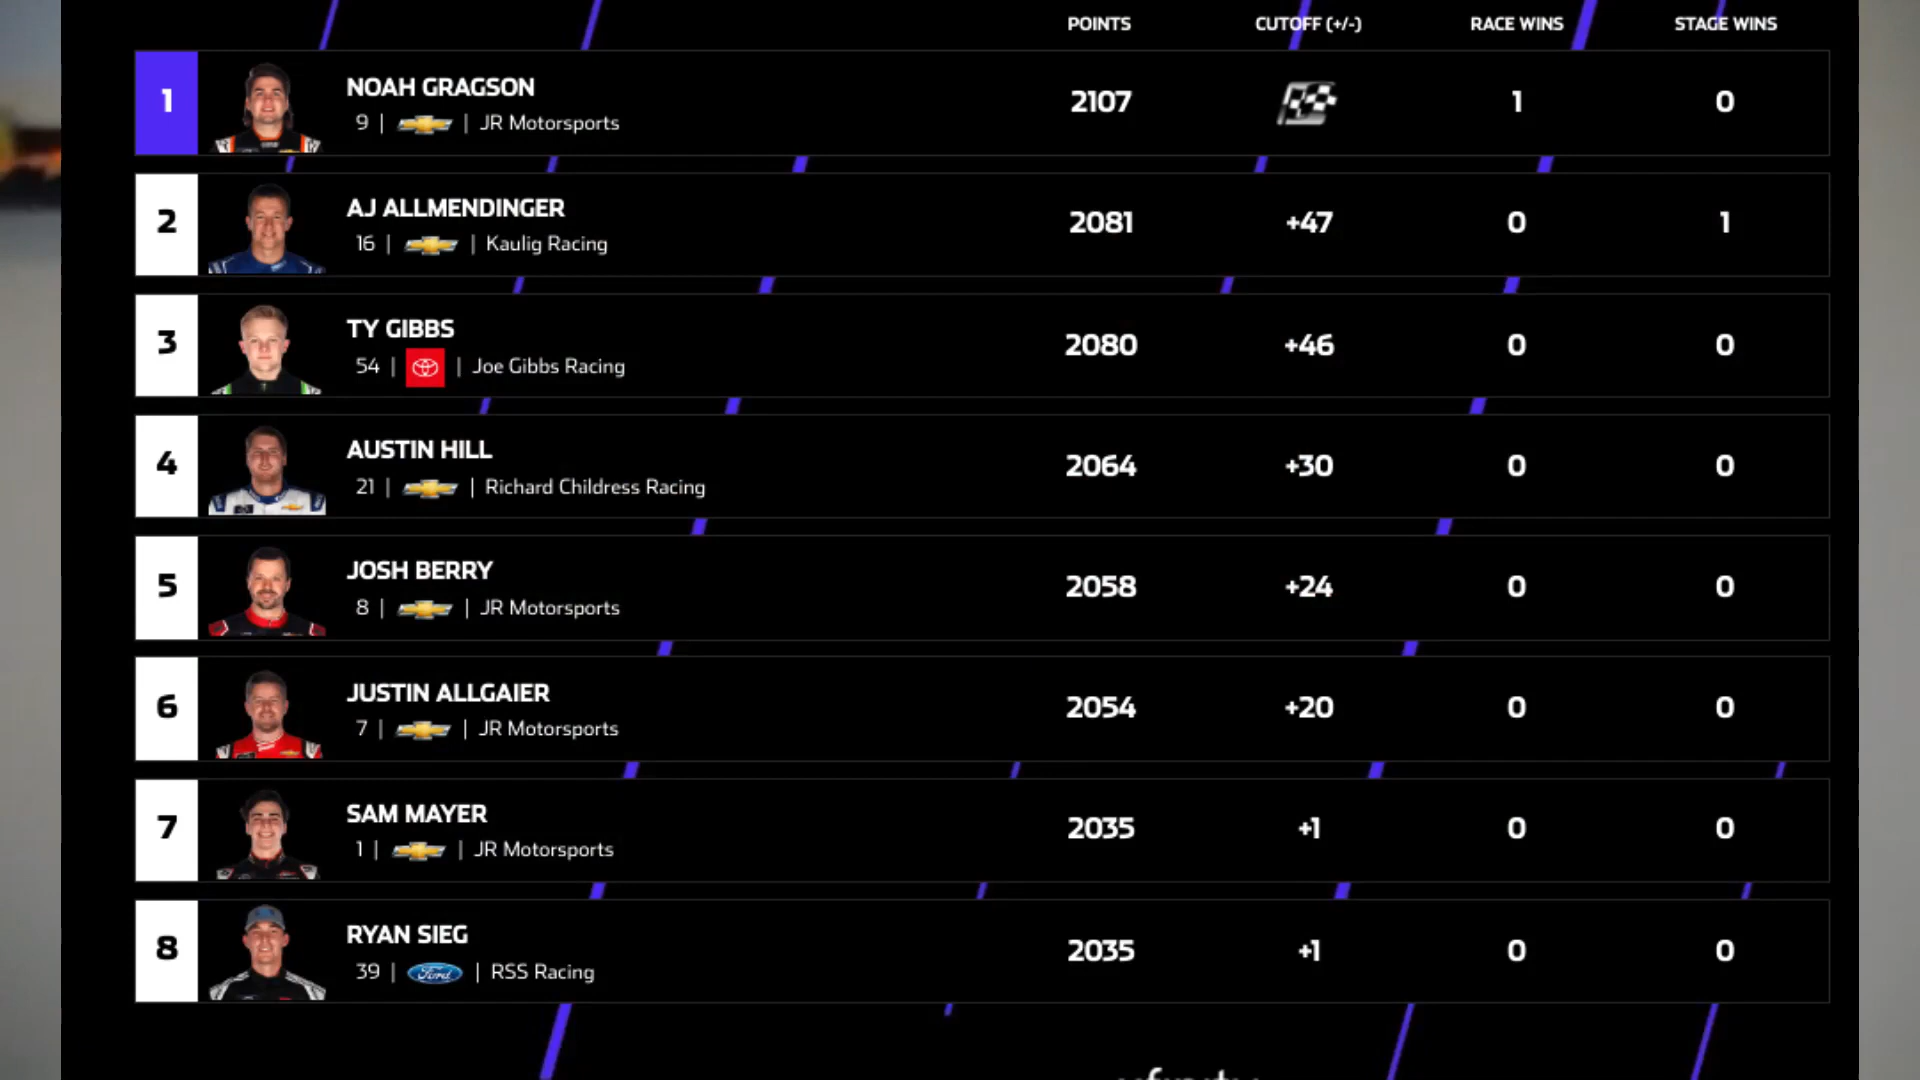 POINTS CUTOFF (+/-) RACE WINS STAGE WINS
1 NOAH GRAGSON 2107 1 0
9 | | JR Motorsports
2 AJ ALLMENDINGER 2081 +47 0 1
16 | | Kaulig Racing
3 TY GIBBS 2080 +46 0 0
54 | | Joe Gibbs Racing
4 AUSTIN HILL 2064 +30 0 0
21 | | Richard Childress Racing
5 JOSH BERRY 2058 +24 0 0
8 | | JR Motorsports
6 JUSTIN ALLGAIER 2054 +20 0 0
7 | | JR Motorsports
7 SAM MAYER 2035 +1 0 0
1 | | JR Motorsports
8 RYAN SIEG 2035 +1 0 0
39 | Ford | RSS Racing
xfinity